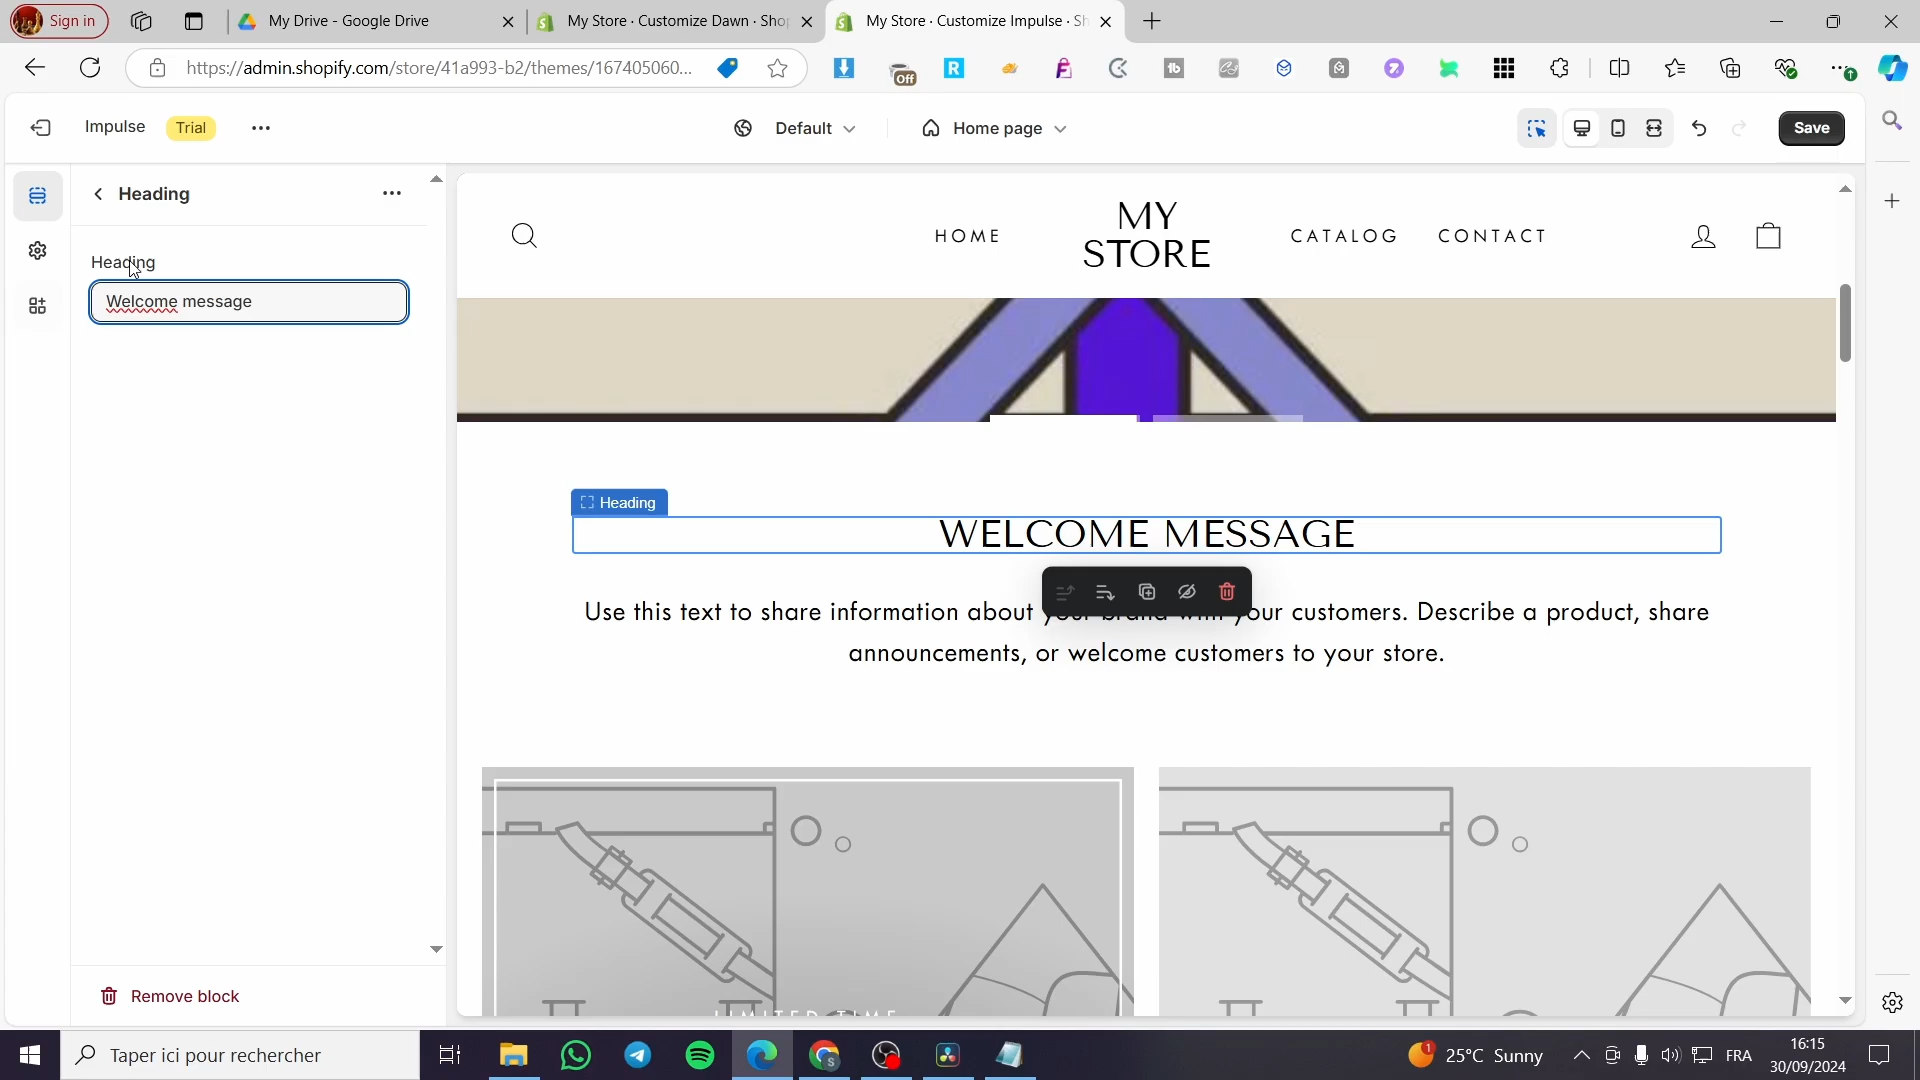 Sign in
My Drive - Google Drive
My Store · Customize Dawn · Sho
My Store · Customize Impulse · Sh
https://admin.shopify.com/store/41a993-b2/themes/167405060...
Off
Impulse
Trial
Default
Home page
Save
Heading
Heading
Welcome message
Remove block
HOME
MY
STORE
CATALOG
CONTACT
Heading
WELCOME MESSAGE
Use this text to share information about your brand with your customers. Describe a product, share
announcements, or welcome customers to your store.
LIMITED TIME
Taper ici pour rechercher
1
25°C Sunny
FRA
16:15
30/09/2024